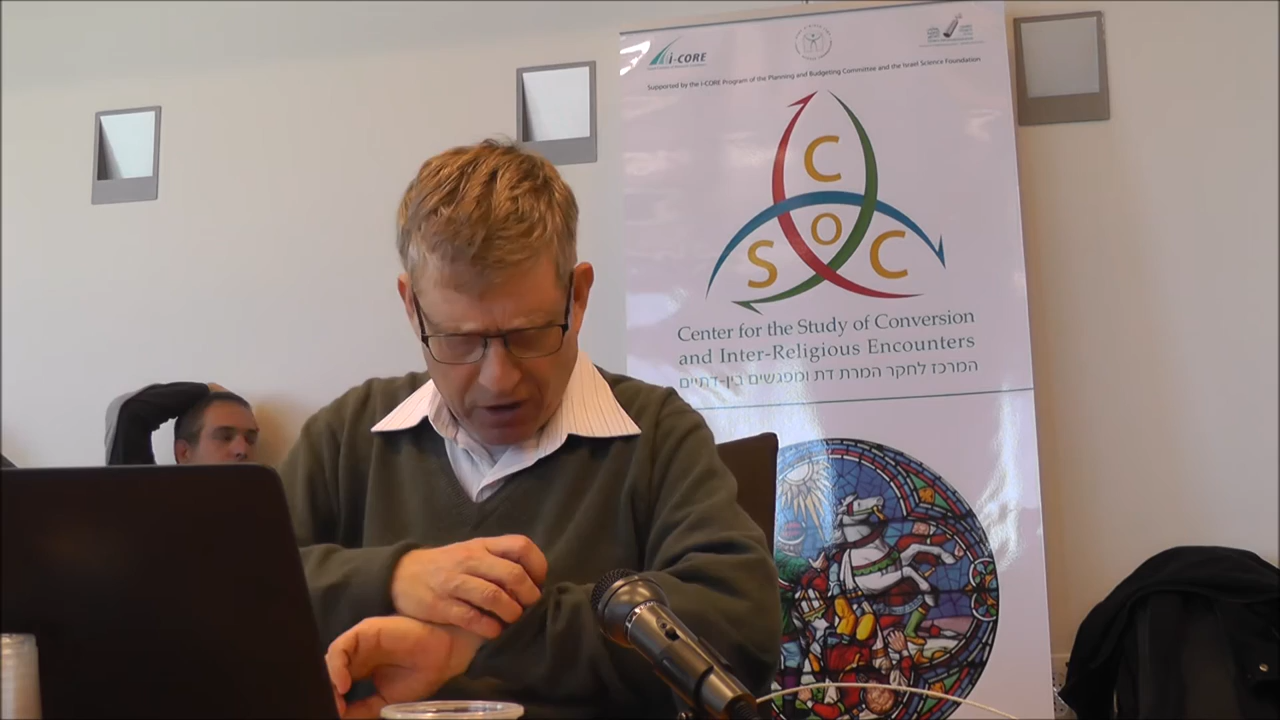 i-CORE
Supported by the I-CORE Program of the Planning and Budgeting Committee and the Israel Science Foundation
C
O
S C
Center for the Study of Conversion
and Inter-Religious Encounters
המרכז לחקר המרת דת ומפגשים בין-דתיים